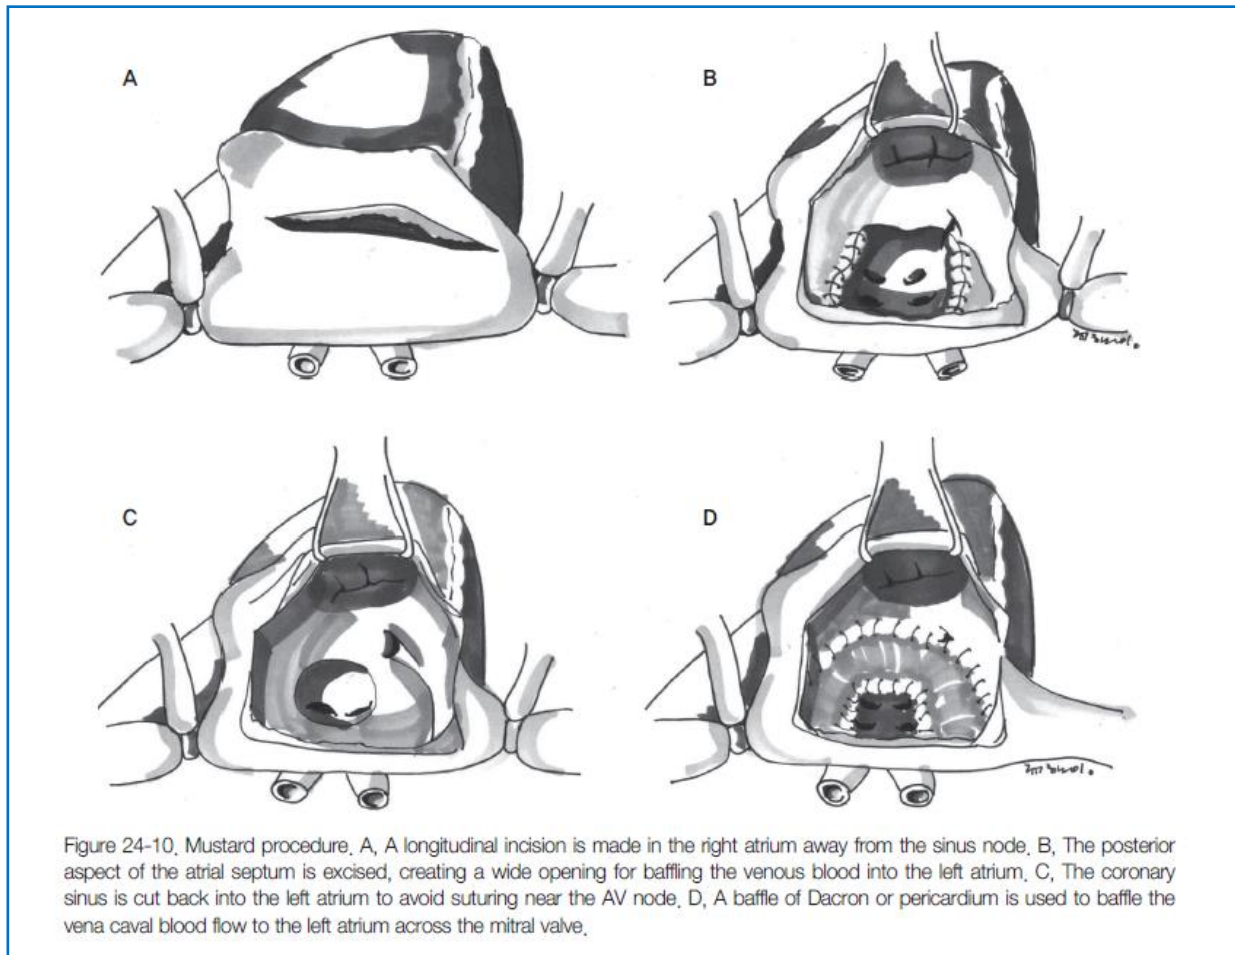 A
B
C
D
Figure 24-10. Mustard procedure. A, A longitudinal incision is made in the right atrium away from the sinus node. B, The posterior
aspect of the atrial septum is excised, creating a wide opening for baffling the venous blood into the left atrium. C, The coronary
sinus is cut back into the left atrium to avoid suturing near the AV node. D, A baffle of Dacron or pericardium is used to baffle the
vena caval blood flow to the left atrium across the mitral valve.